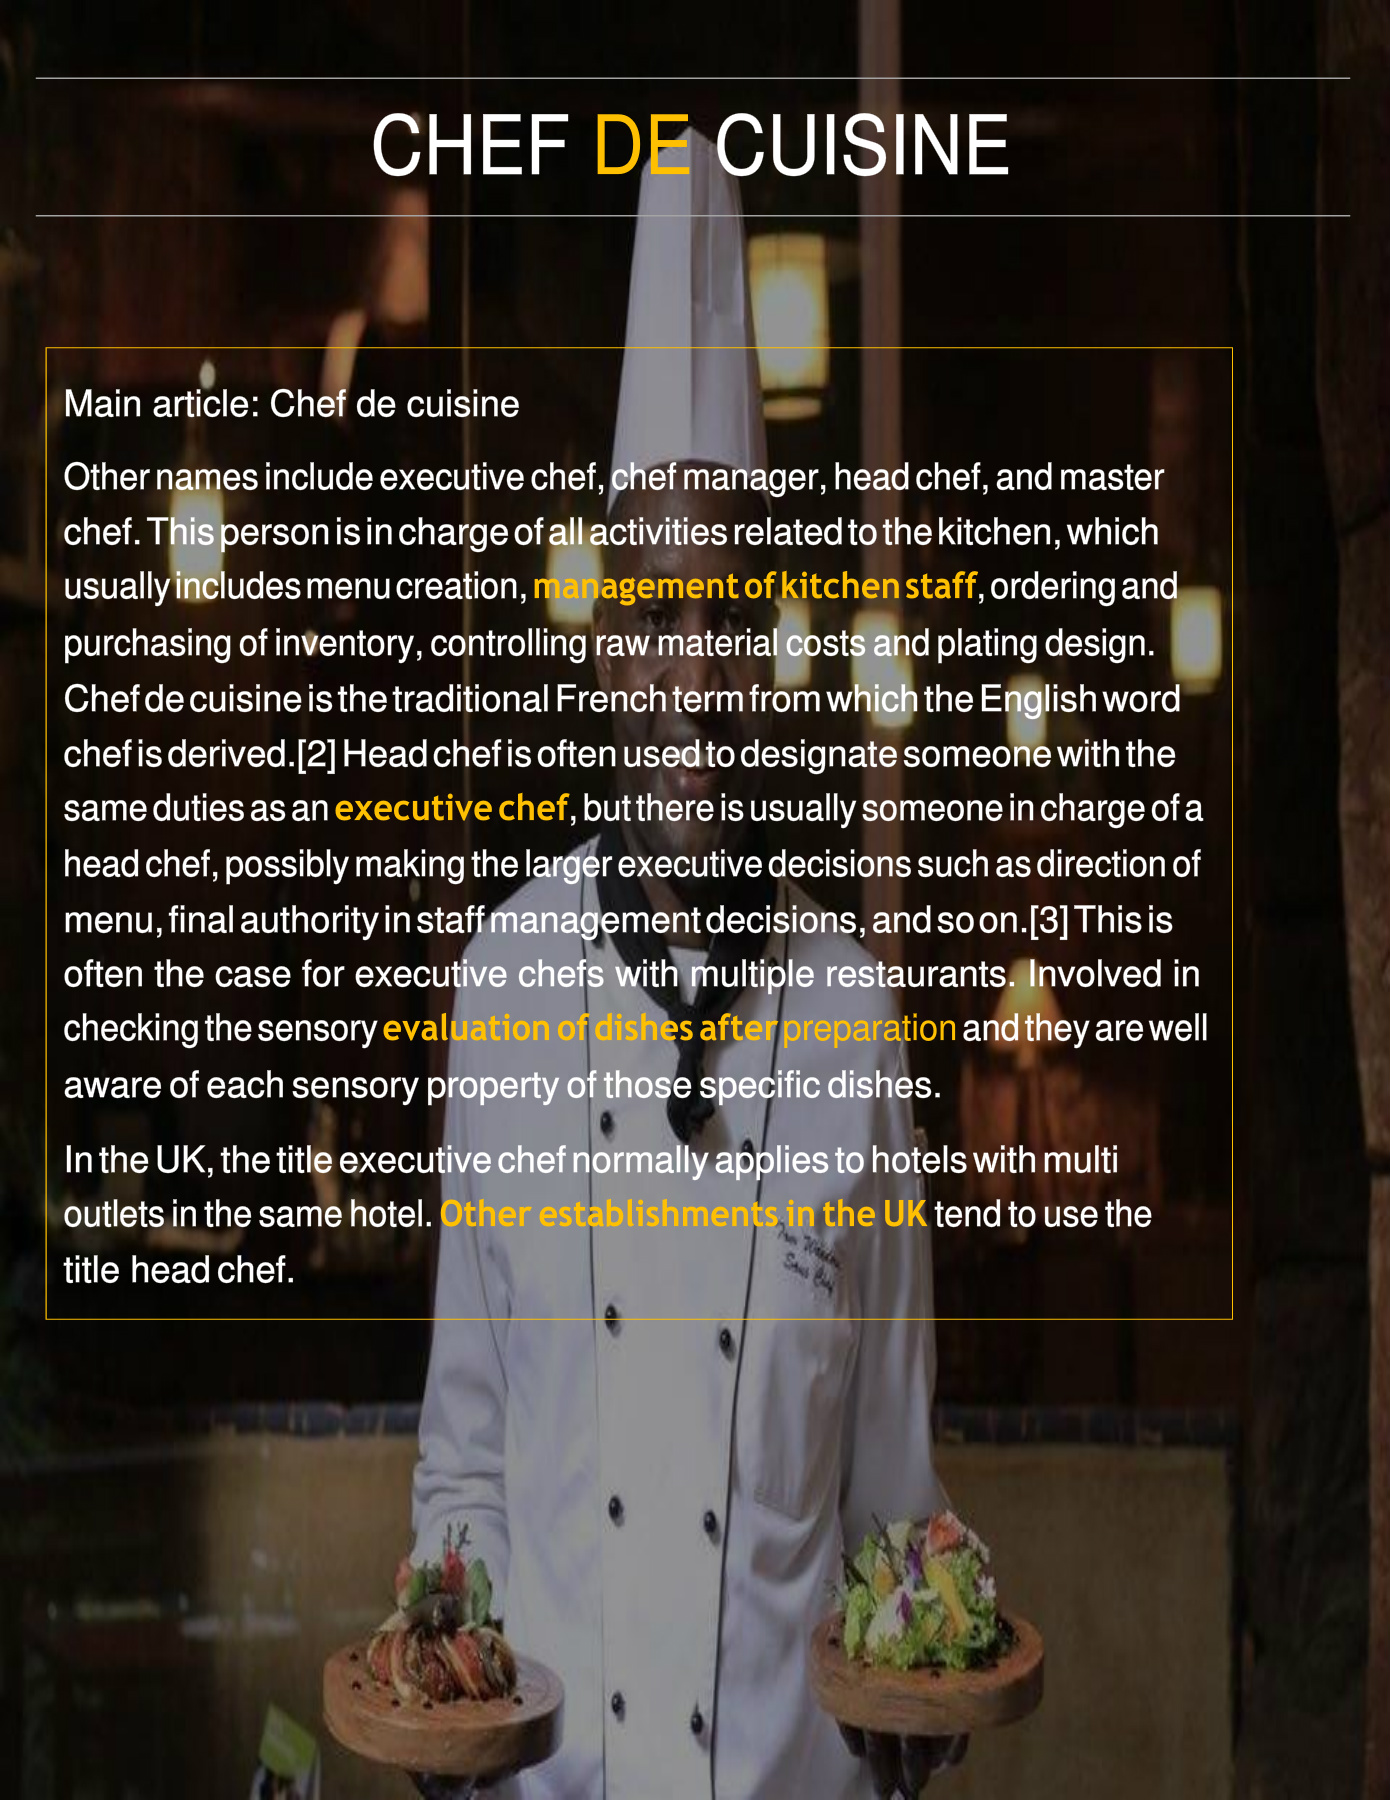 CHEF DE CUISINE
Main article: Chef de cuisine
Other names include executive chef, chef manager, head chef, and master
chef. This person is in charge of all activities related to the kitchen, which
usually includes menu creation, management of kitchen staff, ordering and
purchasing of inventory, controlling raw material costs and plating design.
Chef de cuisine is the traditional French term from which the English word
chef is derived.[2] Head chef is often used to designate someone with the
same duties as an executive chef, but there is usually someone in charge of a
head chef, possibly making the larger executive decisions such as direction of
menu, final authority in staff management decisions, and so on.[3] This is
often the case for executive chefs with multiple restaurants. Involved in
checking the sensory evaluation of dishes after preparation and they are well
aware of each sensory property of those specific dishes.
In the UK, the title executive chef normally applies to hotels with multi
outlets in the same hotel. Other establishments in the UK tend to use the
title head chef.
Sous Chef